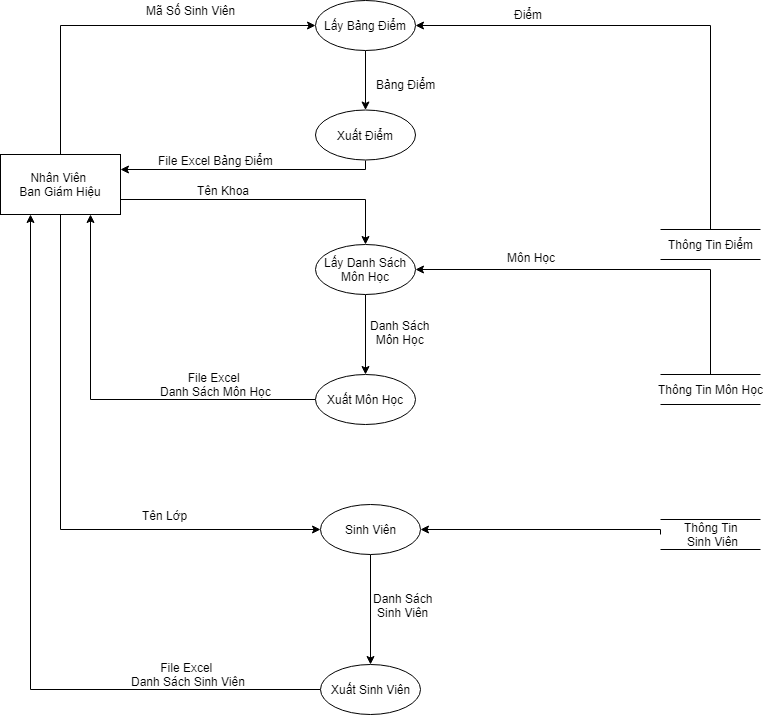 Mã Số Sinh Viên
Điểm
Lấy Bảng Điểm
Bảng Điểm
Xuất Điểm
File Excel Bảng Điểm
Nhân Viên
Ban Giám Hiệu
Tên Khoa
Thông Tin Điểm
Môn Học
Lấy Danh Sách
Môn Học
Danh Sách
Môn Học
File Excel
Danh Sách Môn Học
Xuất Môn Học
Thông Tin Môn Học
Tên Lớp
Sinh Viên
Thông Tin
Sinh Viên
Danh Sách
Sinh Viên
File Excel
Danh Sách Sinh Viên
Xuất Sinh Viên